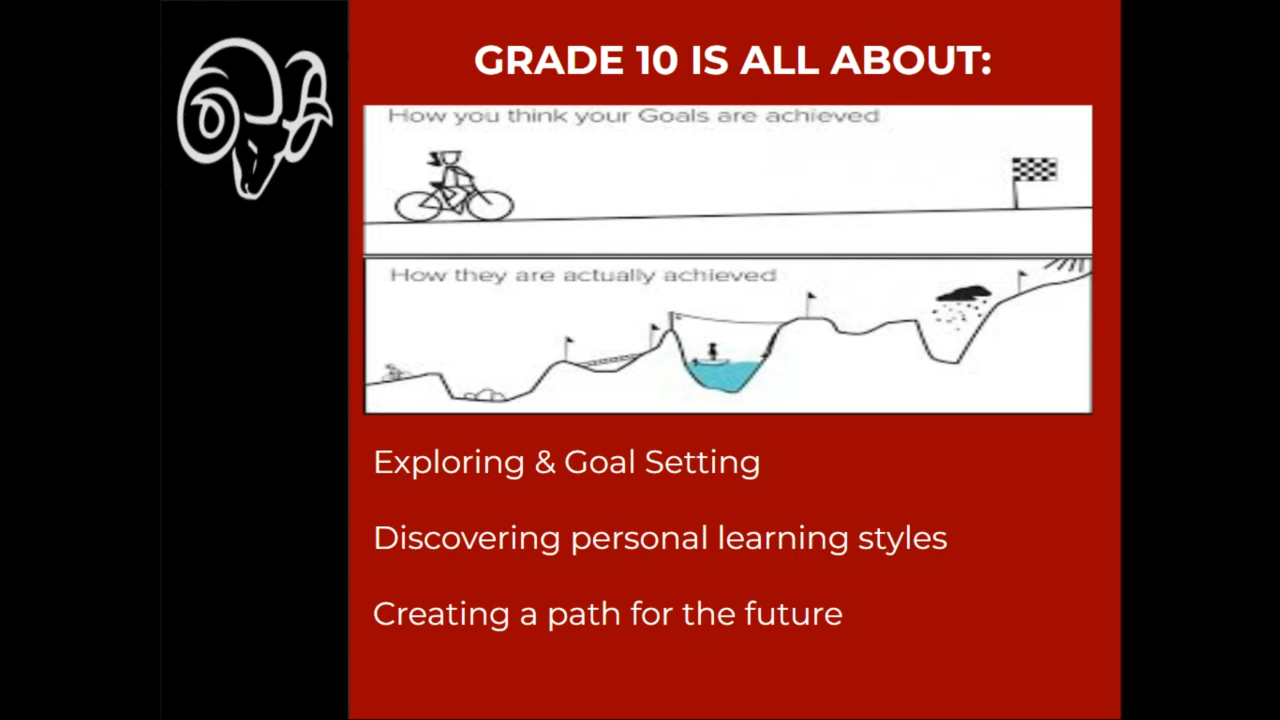 GRADE 10 IS ALL ABOUT:
How you think your Goals are achieved
How they are actually achieved
Exploring & Goal Setting
Discovering personal learning styles
Creating a path for the future